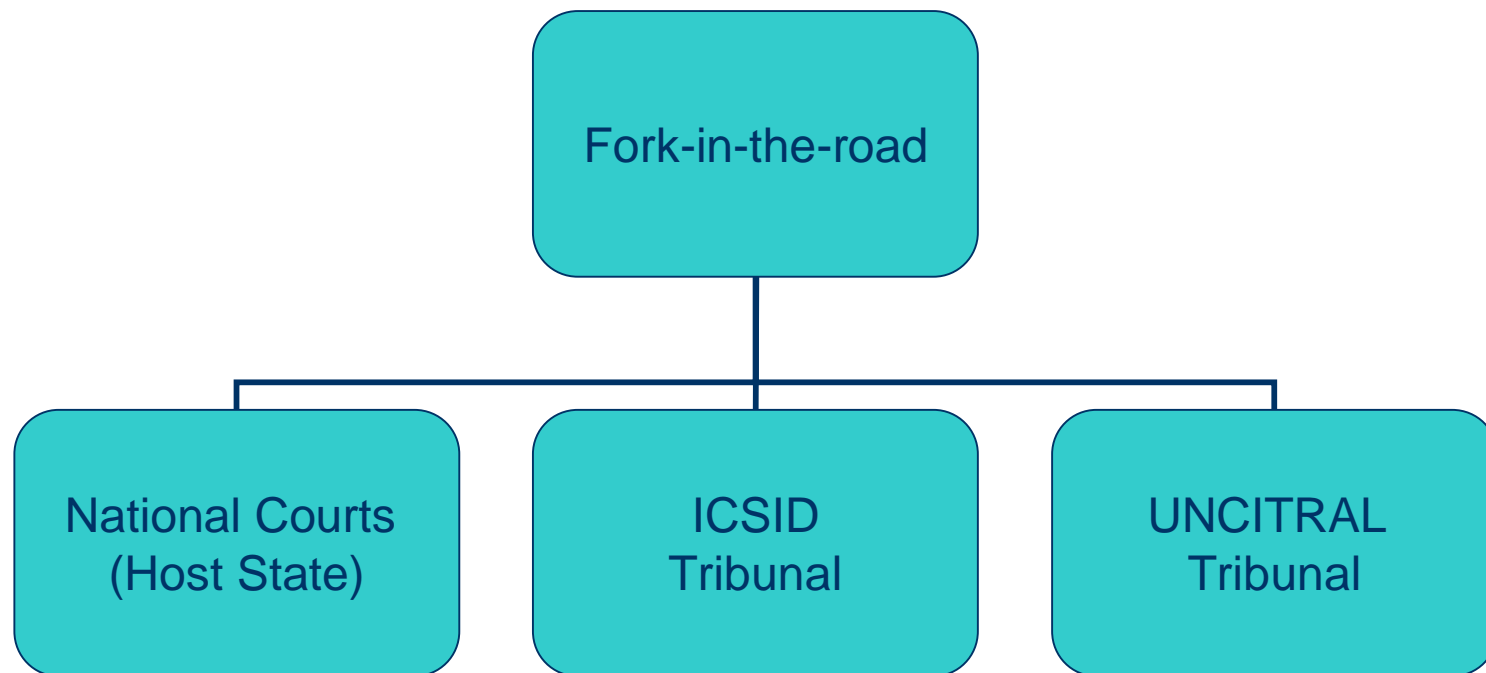 Fork-in-the-road
National Courts
(Host State)
ICSID
Tribunal
UNCITRAL
Tribunal